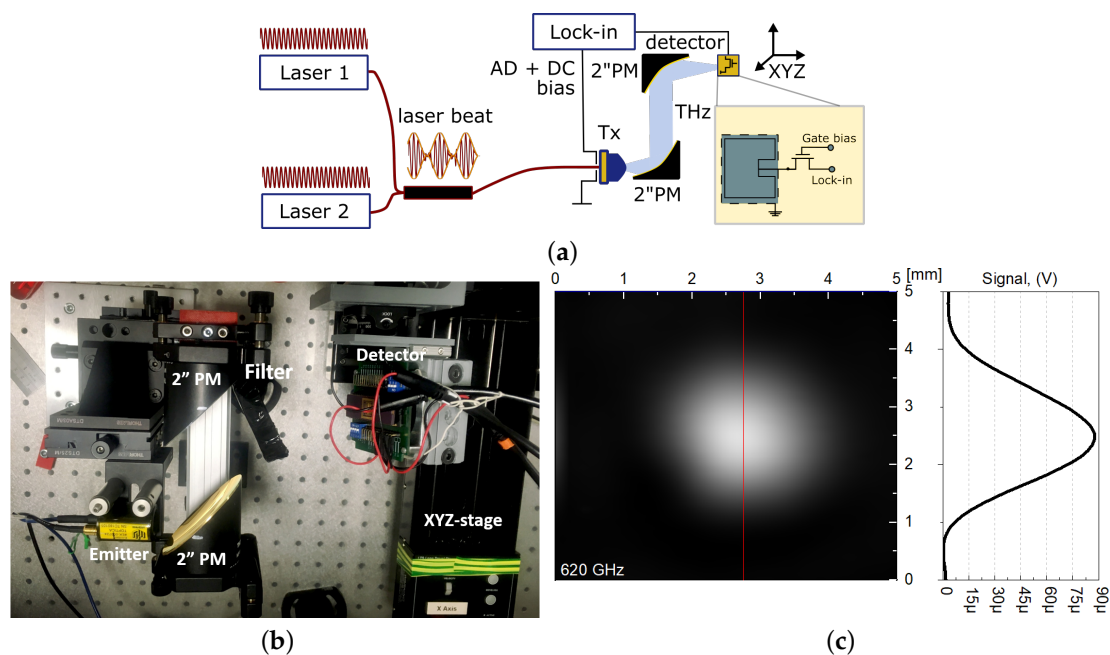 Laser 1
laser beat
Laser 2
Lock-in
AD + DC
bias
Tx
2"PM
2"PM
THz
detector
XYZ
Gate bias
Lock-in
(a)
2” PM
Filter
Detector
Emitter
2” PM
XYZ-stage
X Axis
(b)
0 1 2 3 4 5 [mm]
620 GHz
Signal, (V)
5
4
3
2
1
0
0 15μ 30μ 45μ 60μ 75μ 90μ
(c)